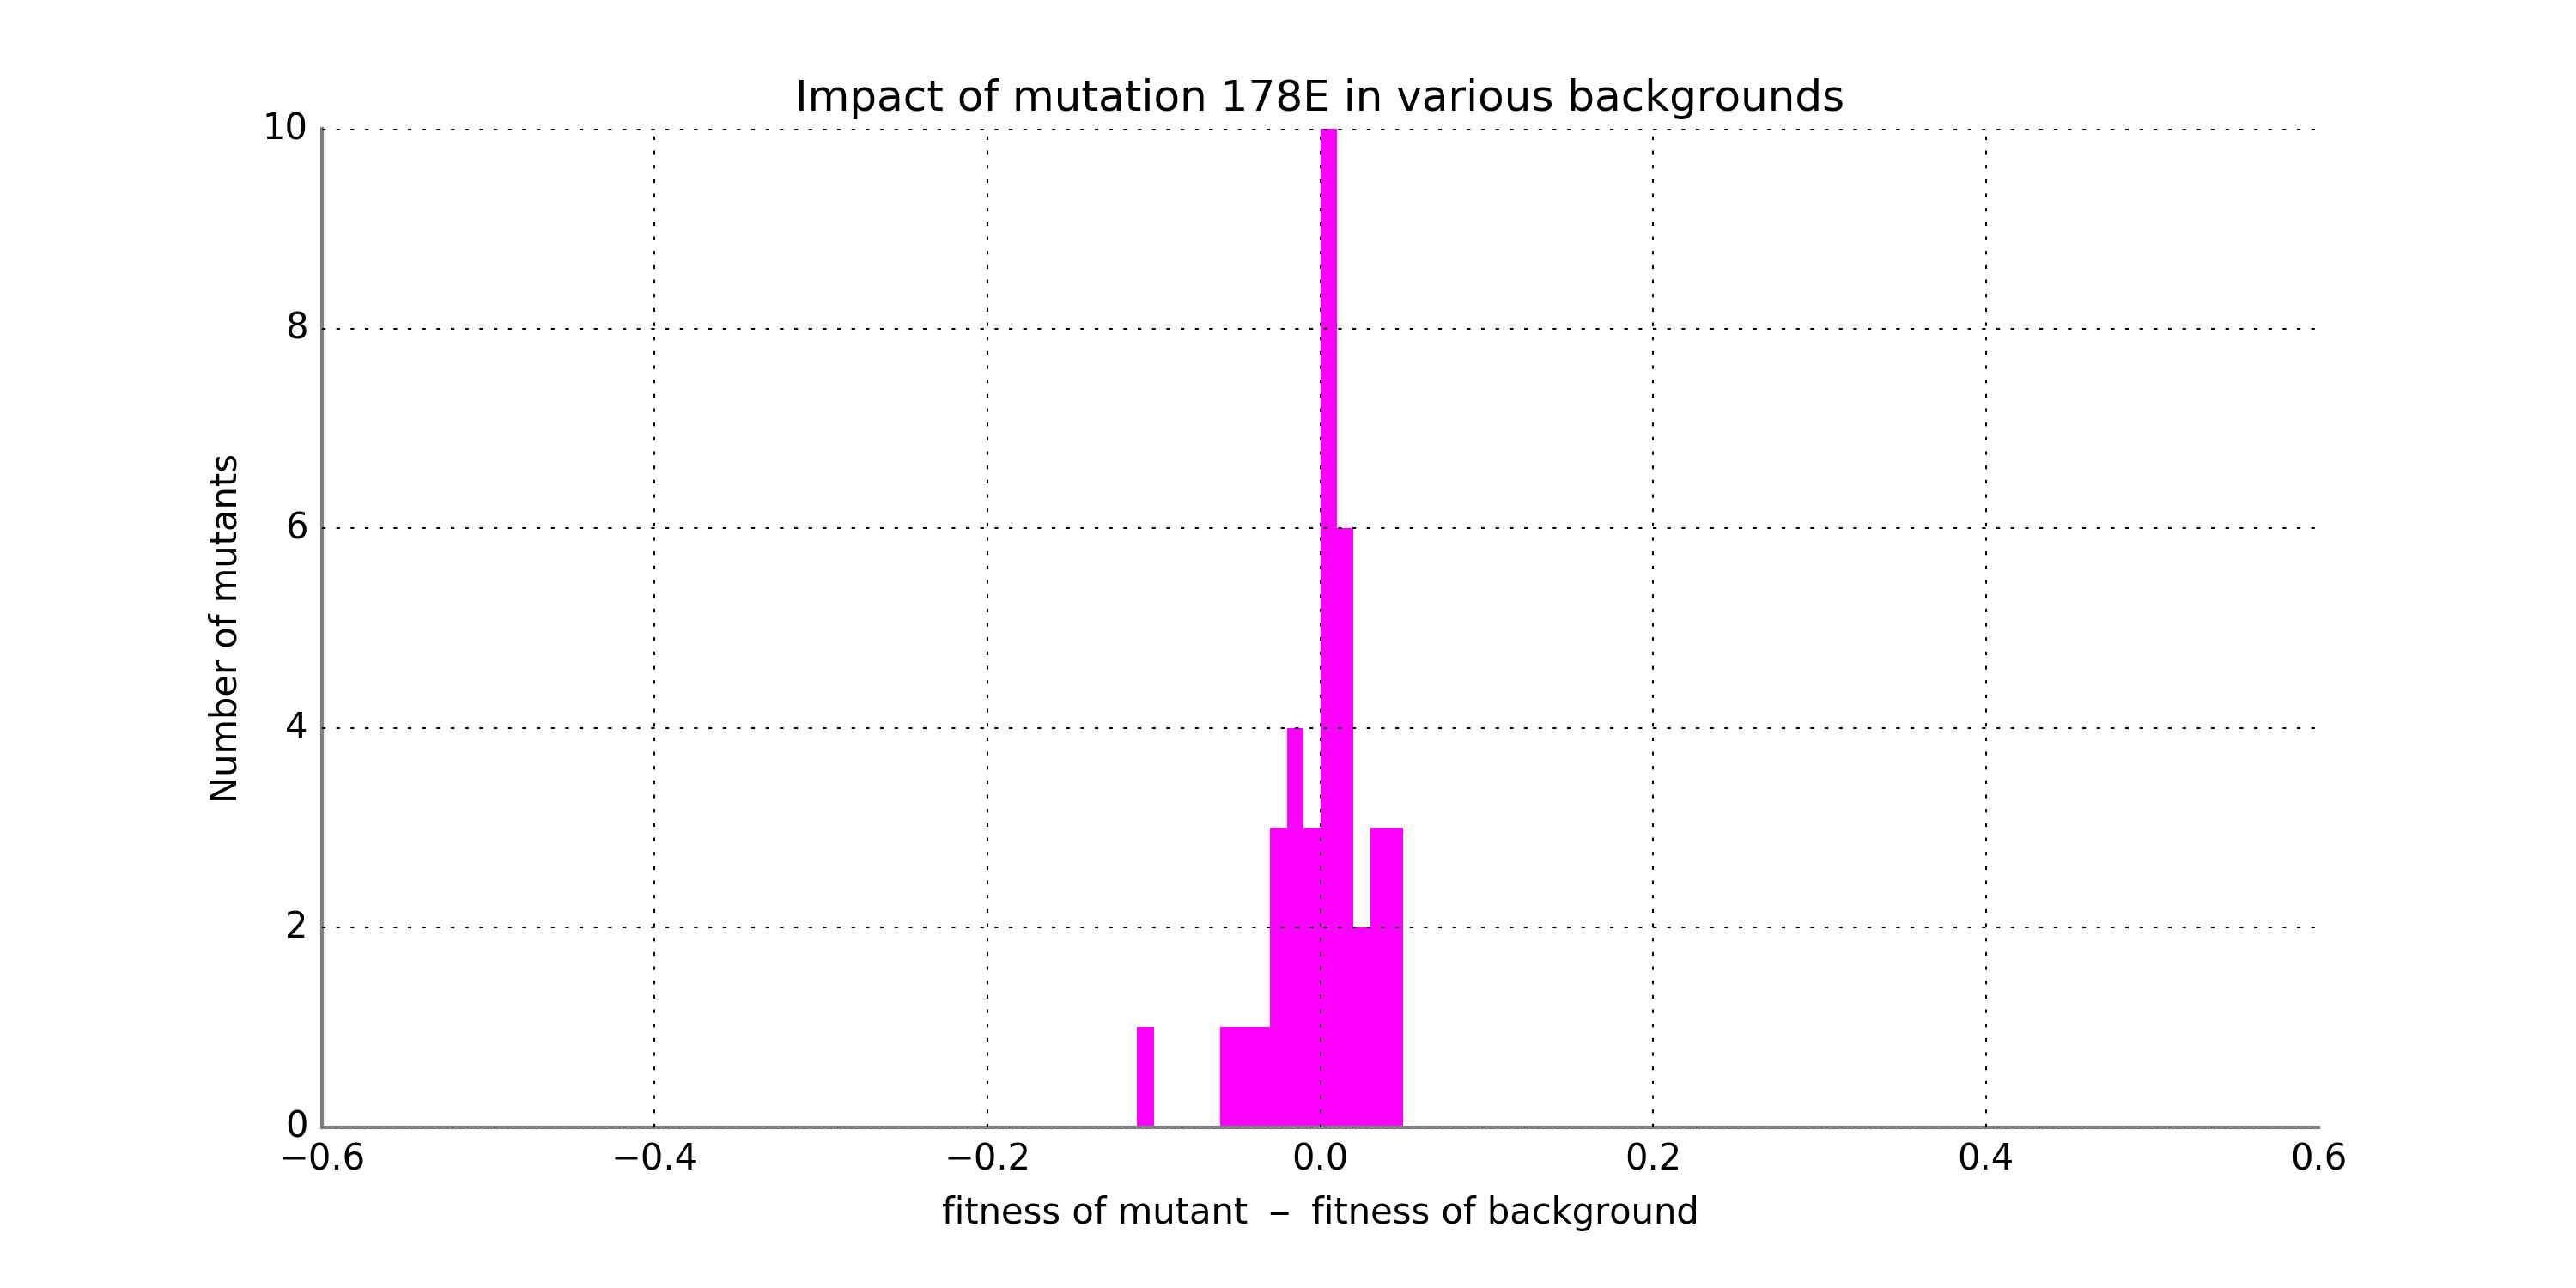 Impact of mutation 178E in various backgrounds
10
8
6
4
2
0
Number of mutants
−0.6 −0.4 −0.2 0.0 0.2 0.4 0.6
fitness of mutant − fitness of background